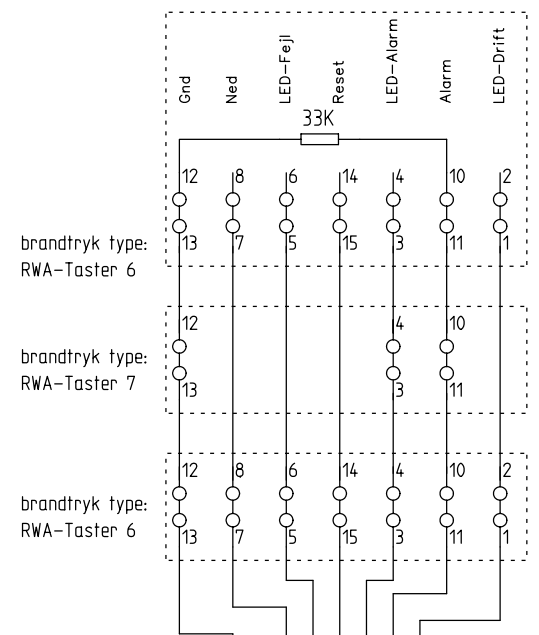 Gnd Ned LED-Fejl Reset LED-Alarm Alarm LED-Drift
33K
12 8 6 14 4 10 2
brandtryk type: 13 7 5 15 3 11 1
RWA-Taster 6
12 4 10
brandtryk type:
RWA-Taster 7 13 3 11
12 8 6 14 4 10 2
brandtryk type:
RWA-Taster 6 13 7 5 15 3 11 1